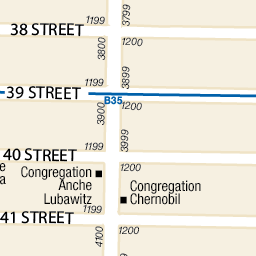 1199
3799
38 STREET
3800
1200
1199
3899
39 STREET
B35
3900
1200
3999
40 STREET
1200
e
a
Congregation
Anche
Lubawitz
Congregation
Chernobil
1199
41 STREET
4100
1200